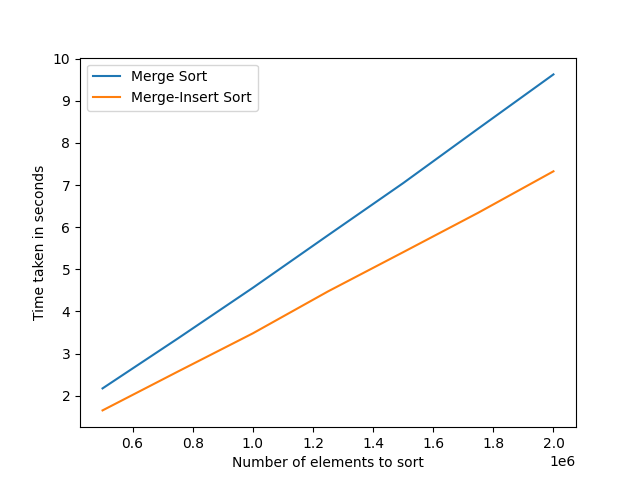 Merge Sort
Merge-Insert Sort
10
9
8
7
6
5
4
3
2
Time taken in seconds
0.6 0.8 1.0 1.2 1.4 1.6 1.8 2.0
1e6
Number of elements to sort